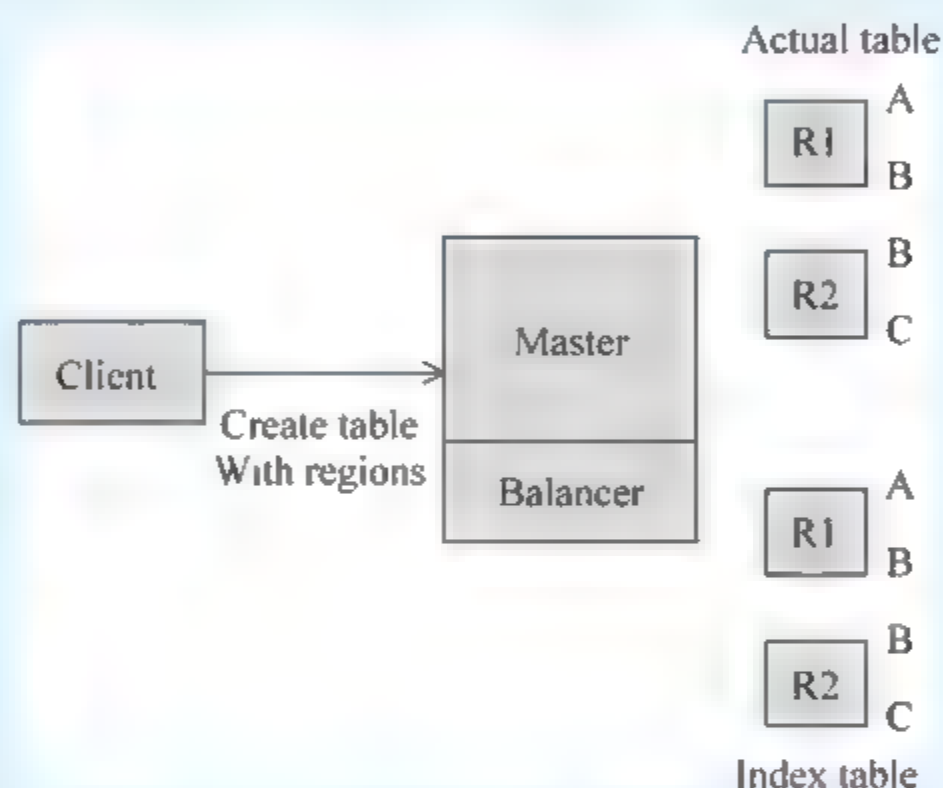 Actual table
A
R1
B
B
R2
C
Master
Client
Create table
With regions
Balancer
A
R1
B
B
R2
C
Index table